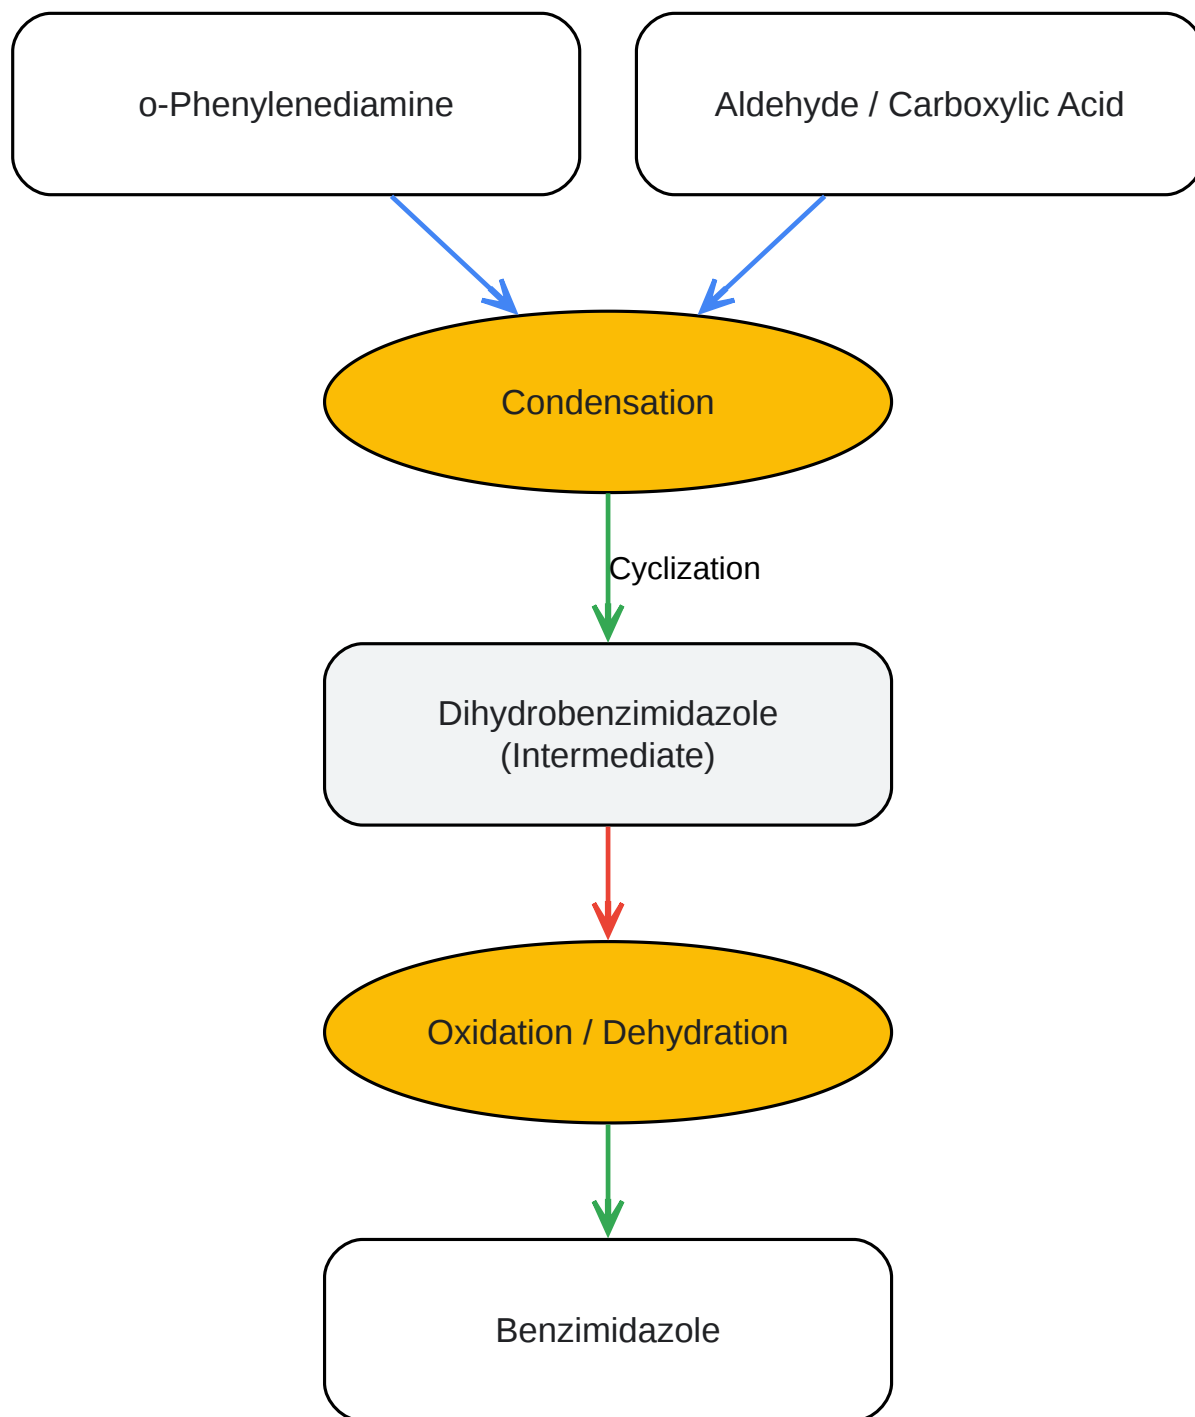 o-Phenylenediamine
Aldehyde / Carboxylic Acid
Condensation
Cyclization
Dihydrobenzimidazole
(Intermediate)
Oxidation / Dehydration
Benzimidazole